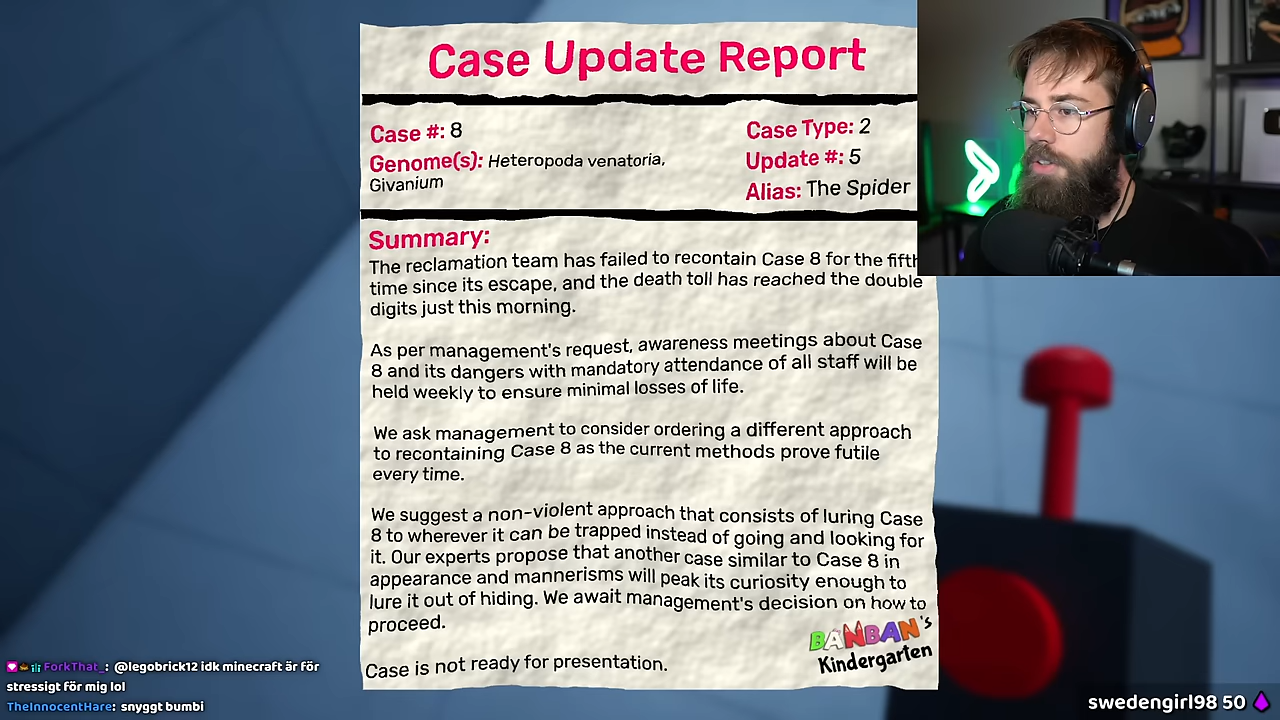 Case Update Report
Case #: 8
Genome(s): Heteropoda venatoria,
Givanium
Case Type: 2
Update #: 5
Alias: The Spider
Summary:
The reclamation team has failed to recontain Case 8 for the fifth
time since its escape, and the death toll has reached the double
digits just this morning.
As per management's request, awareness meetings about Case
8 and its dangers with mandatory attendance of all staff will be
held weekly to ensure minimal losses of life.
We ask management to consider ordering a different approach
to recontaining Case 8 as the current methods prove futile
every time.
We suggest a non-violent approach that consists of luring Case
8 to wherever it can be trapped instead of going and looking for
it. Our experts propose that another case similar to Case 8 in
appearance and mannerisms will peak its curiosity enough to
lure it out of hiding. We await management's decision on how to
proceed.
Case is not ready for presentation.
BANBAN's
Kindergarten
ForkThat_: @legobrick12 idk minecraft är för
stressigt för mig lol
TheInnocentHare: snyggt bumbi
swedengirl98 50